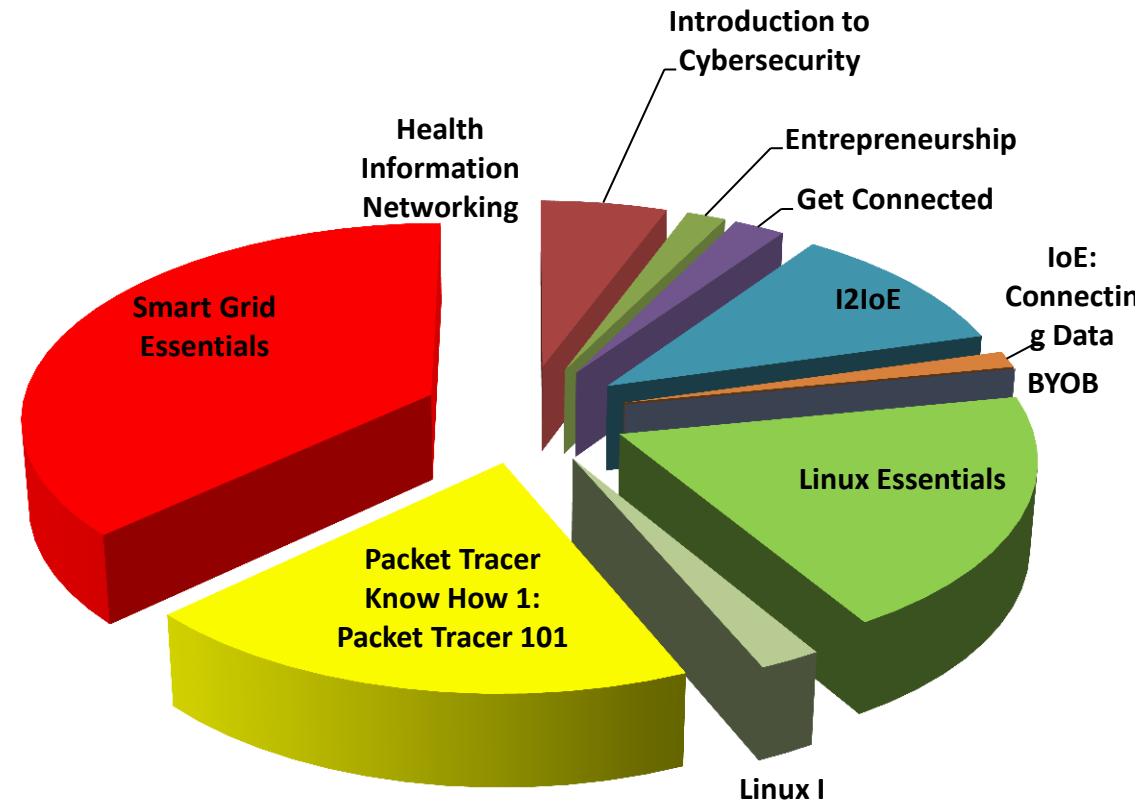 Introduction to
Cybersecurity
Health
Information
Networking
Entrepreneurship
Get Connected
IoE:
Connectin
g Data
I2IoE
BYOB
Smart Grid
Essentials
Linux Essentials
Packet Tracer
Know How 1:
Packet Tracer 101
Linux I